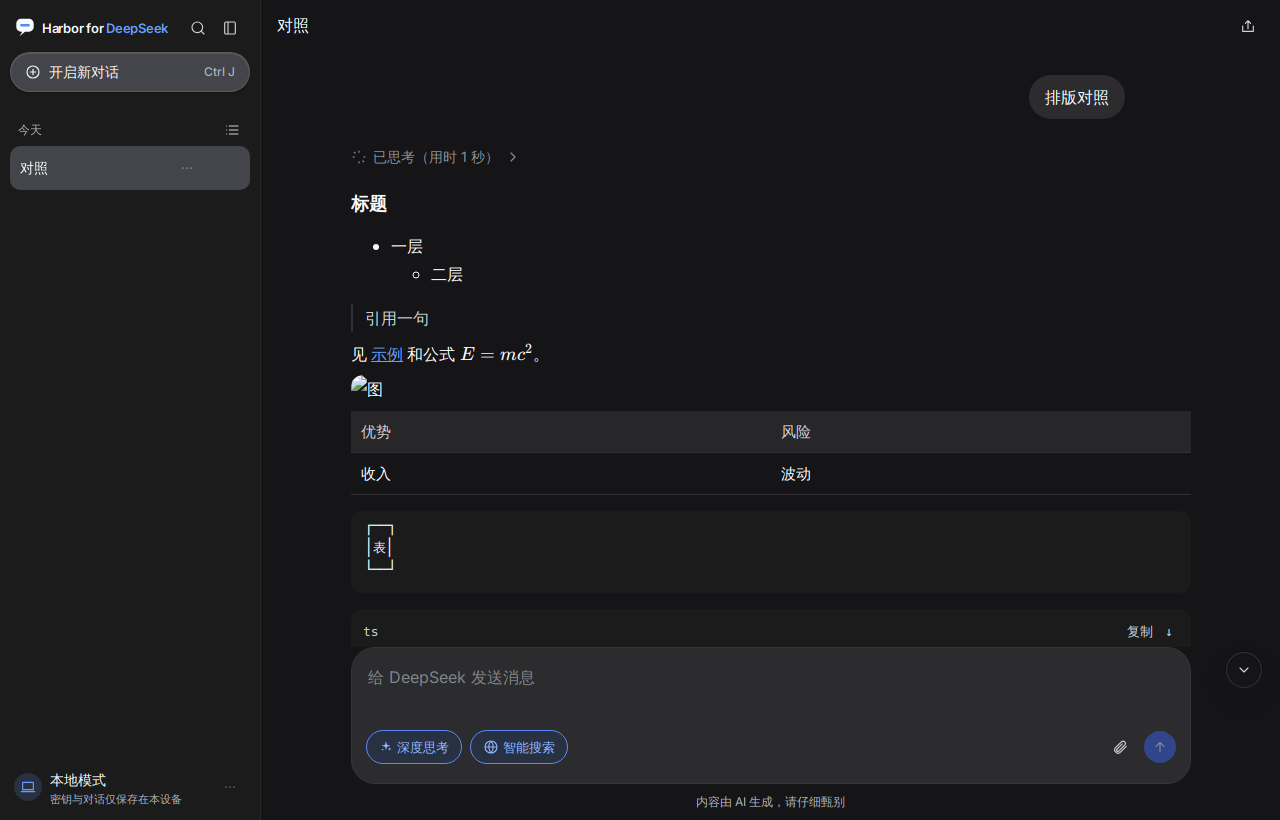 Harbor for DeepSeek
开启新对话 Ctrl J
今天
对照
本地模式
密钥与对话仅保存在本设备
对照
排版对照
已思考（用时 1 秒）
标题
一层
二层
引用一句
见 示例 和公式 E = mc²。
图
优势 风险
收入 波动
┌──┐
│表│
└──┘
ts 复制 ↓
给 DeepSeek 发送消息
深度思考 智能搜索
内容由 AI 生成，请仔细甄别